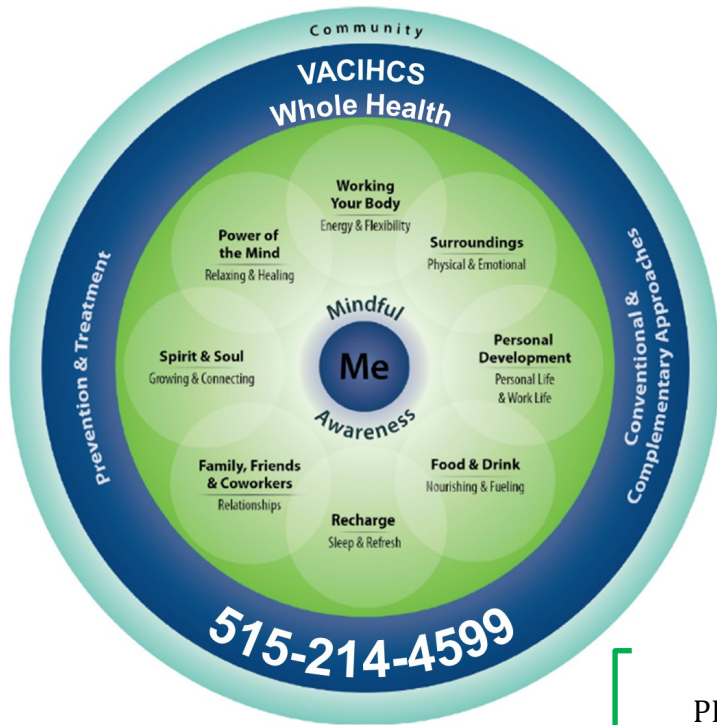 Community
VACIHCS
Whole Health
Working
Your Body
Energy & Flexibility
Surroundings
Physical & Emotional
Personal
Development
Personal Life
& Work Life
Food & Drink
Nourishing & Fueling
Recharge
Sleep & Refresh
Family, Friends
& Coworkers
Relationships
Spirit & Soul
Growing & Connecting
Power of
the Mind
Relaxing & Healing
Mindful
Me
Awareness
Prevention & Treatment
Conventional &
Complementary Approaches
515-214-4599